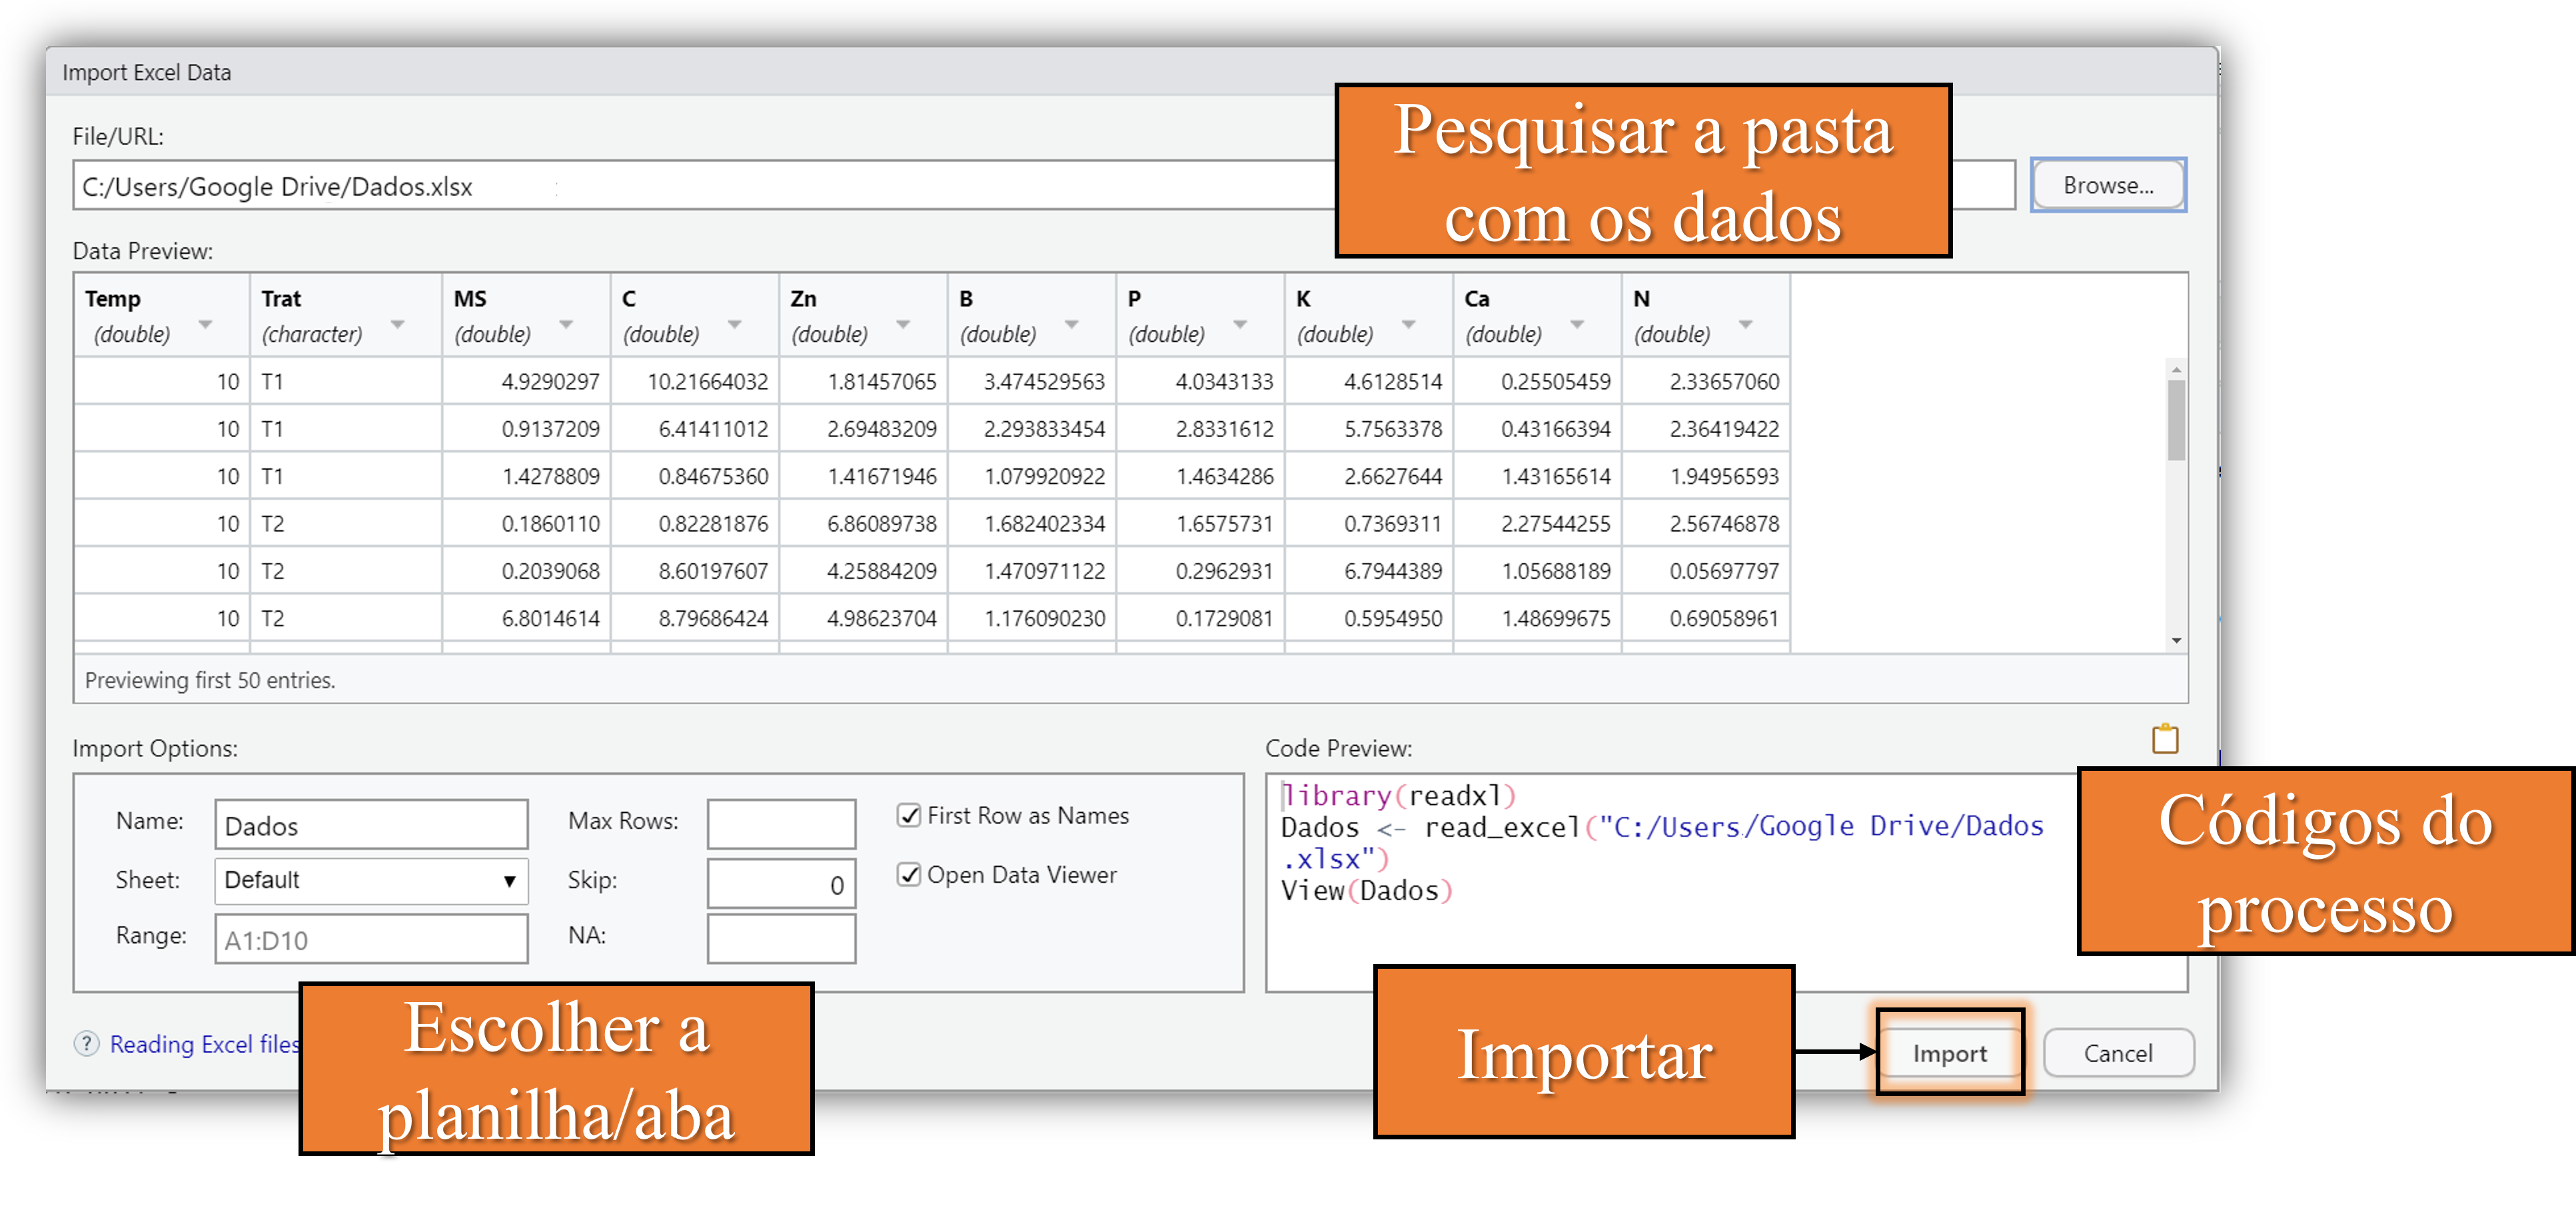 Import Excel Data
File/URL:
C:/Users/Google Drive/Dados.xlsx
Browse...
Pesquisar a pasta
com os dados
Data Preview:
Temp Trat MS C Zn B P K Ca N
(double) (character) (double) (double) (double) (double) (double) (double) (double) (double)
10 T1 4.9290297 10.21664032 1.81457065 3.474529563 4.0343133 4.6128514 0.25505459 2.33657060
10 T1 0.9137209 6.41411012 2.69483209 2.293833454 2.8331612 5.7563378 0.43166394 2.36419422
10 T1 1.4278809 0.84675360 1.41671946 1.079920922 1.4634286 2.6627644 1.43165614 1.94956593
10 T2 0.1860110 0.82281876 6.86089738 1.682402334 1.6575731 0.7369311 2.27544255 2.56746878
10 T2 0.2039068 8.60197607 4.25884209 1.470971122 0.2962931 6.7944389 1.05688189 0.05697797
10 T2 6.8014614 8.79686424 4.98623704 1.176090230 0.1729081 0.5954950 1.48699675 0.69058961
Previewing first 50 entries.
Import Options:
Name: Dados
Sheet: Default
Range: A1:D10
Max Rows:
Skip: 0
NA:
First Row as Names
Open Data Viewer
Code Preview:
library(readxl)
Dados <- read_excel("C:/Users/Google Drive/Dados
.xlsx")
View(Dados)
Códigos do
processo
? Reading Excel files
Escolher a
planilha/aba
Importar
Import
Cancel